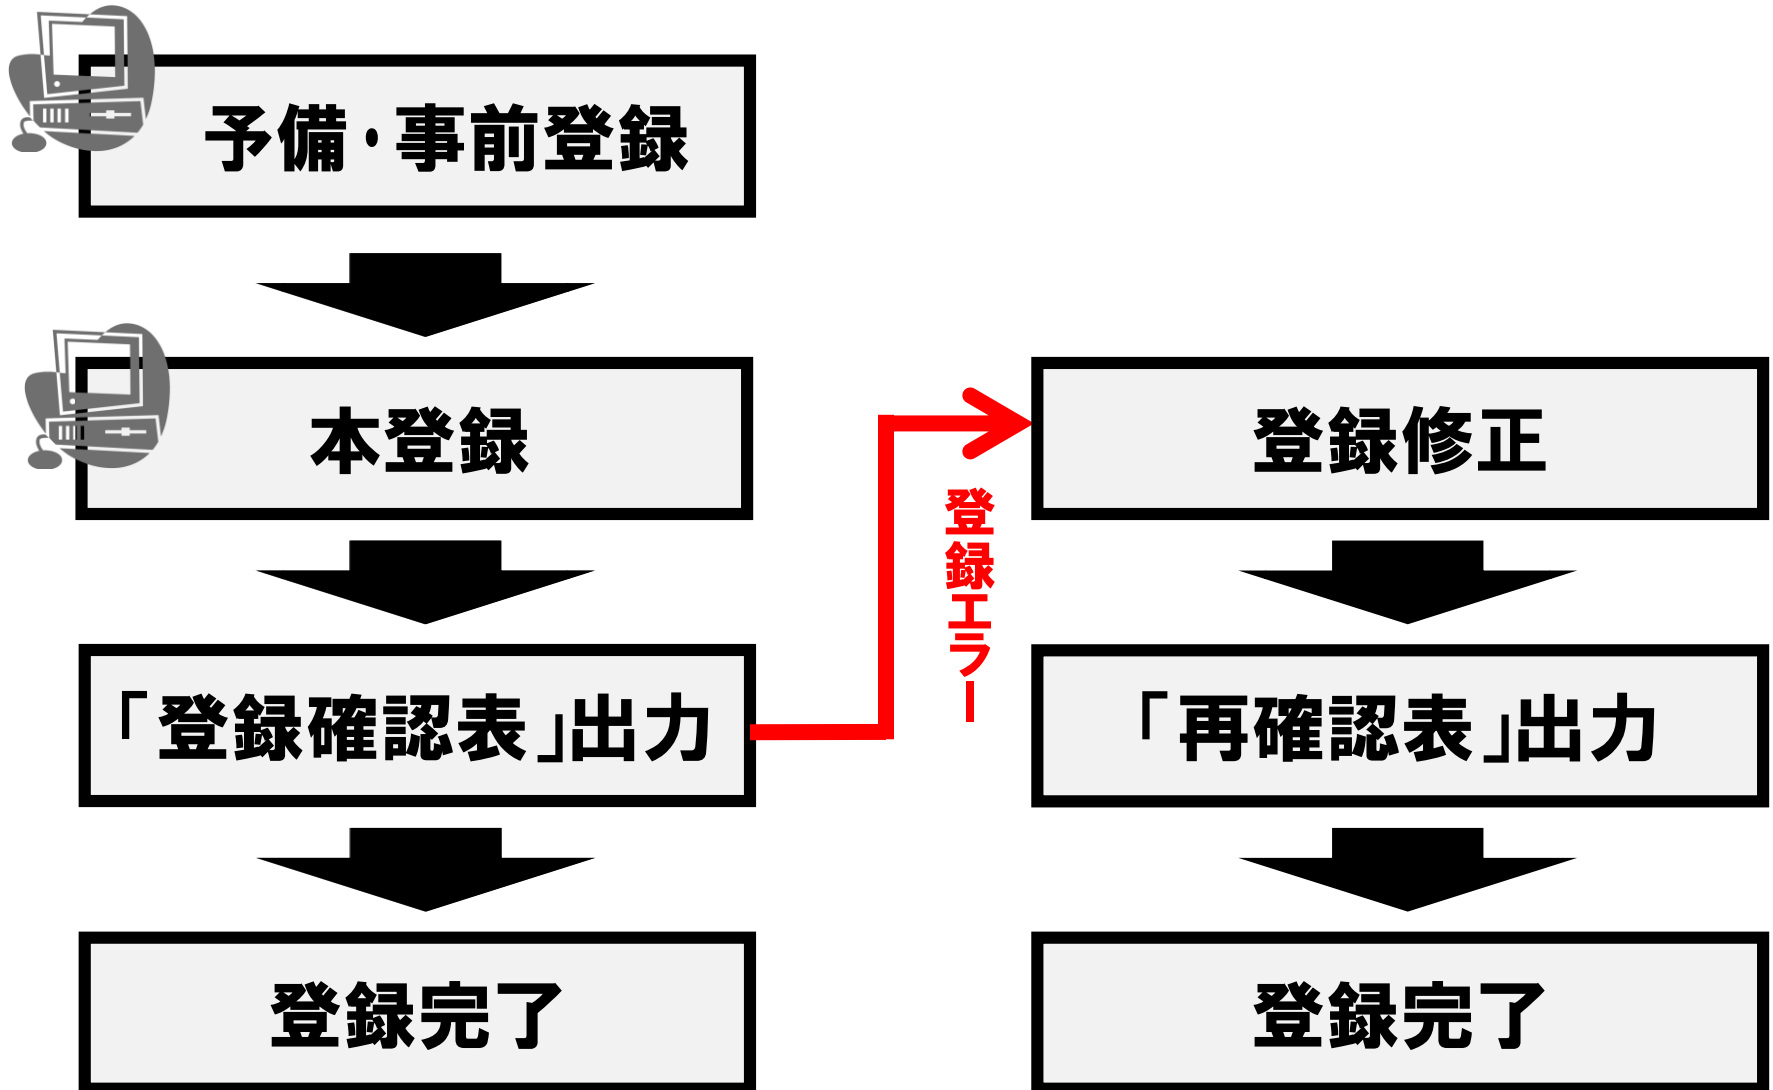 予備・事前登録
本登録
「登録確認表」出力
登録完了
登録エラー
登録修正
「再確認表」出力
登録完了